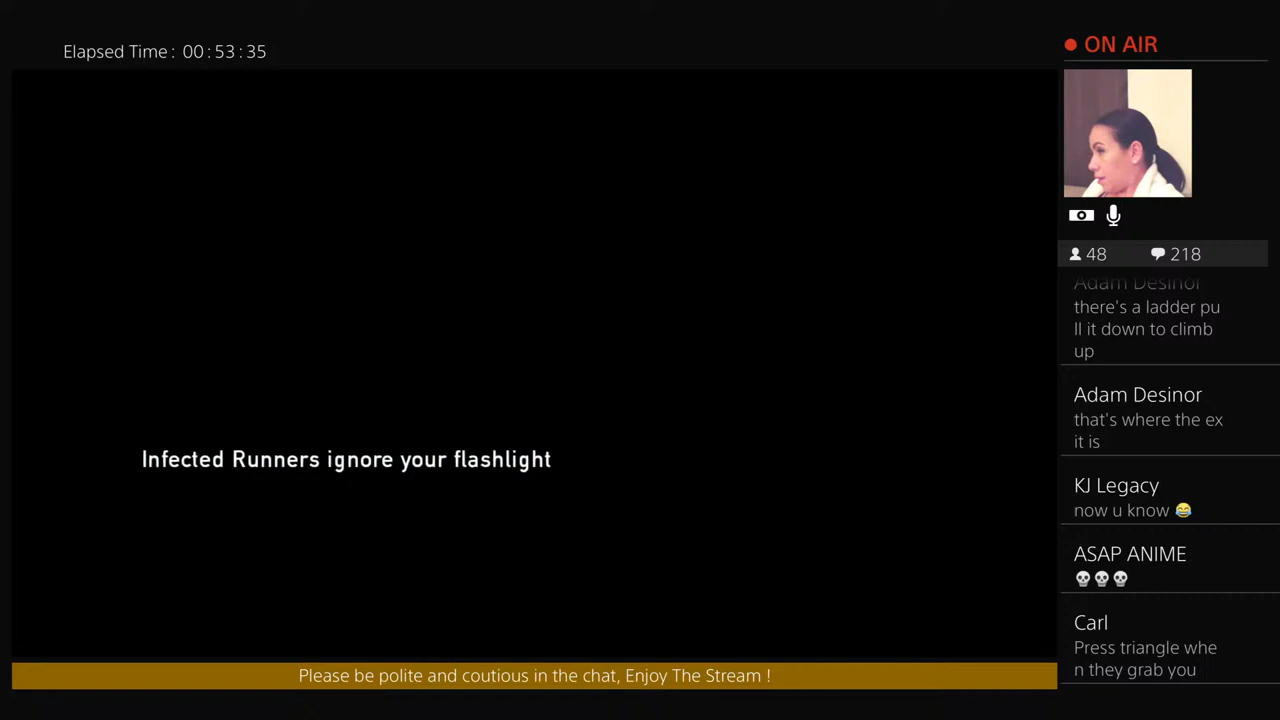 Elapsed Time : 00:53:35
ON AIR
48
218
Adam Desinor
there's a ladder pu
ll it down to climb
up
Adam Desinor
that's where the ex
it is
KJ Legacy
now u know 😂
ASAP ANIME
💀💀💀
Carl
Press triangle whe
n they grab you
Infected Runners ignore your flashlight
Please be polite and coutious in the chat, Enjoy The Stream !